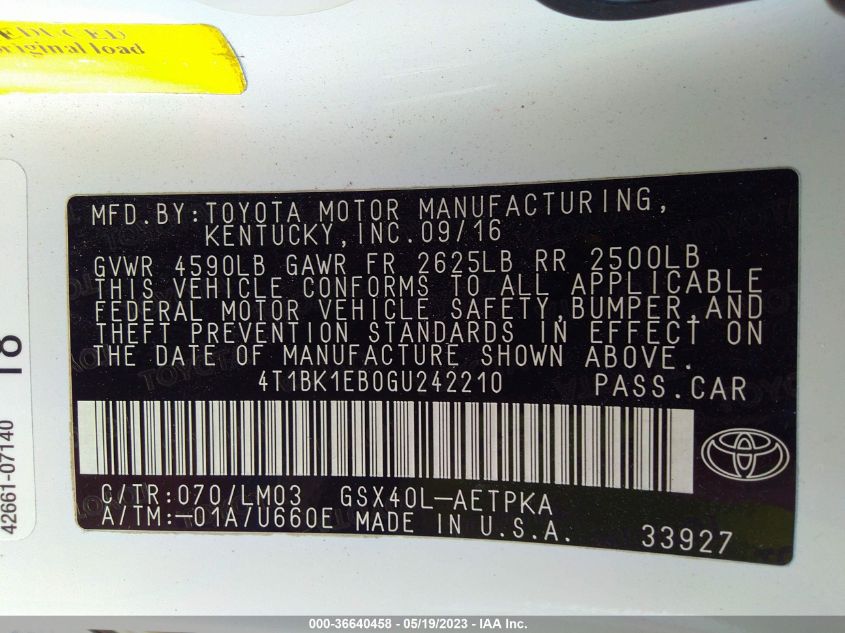 REDUCED
original load
18
42661-07140
MFD.BY:TOYOTA MOTOR MANUFACTURING,
KENTUCKY,INC.09/16
GVWR 4590LB GAWR FR 2625LB RR 2500LB
THIS VEHICLE CONFORMS TO ALL APPLICABLE
FEDERAL MOTOR VEHICLE SAFETY,BUMPER,AND
THEFT PREVENTION STANDARDS IN EFFECT ON
THE DATE OF MANUFACTURE SHOWN ABOVE.
4T1BK1EB0GU242210 PASS.CAR
C/TR:070/LM03 GSX40L—AETPKA
A/TM:—01A/U660E MADE IN U.S.A. 33927
000-36640458 - 05/19/2023 - IAA Inc.